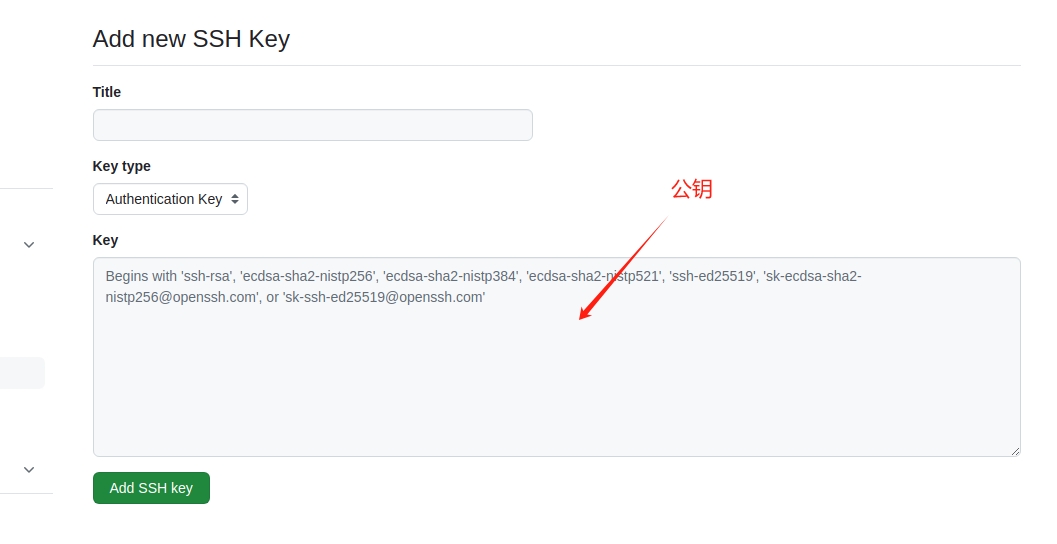 Add new SSH Key
Title
Key type
Authentication Key
公钥
Key
Begins with 'ssh-rsa', 'ecdsa-sha2-nistp256', 'ecdsa-sha2-nistp384', 'ecdsa-sha2-nistp521', 'ssh-ed25519', 'sk-ecdsa-sha2-
nistp256@openssh.com', or 'sk-ssh-ed25519@openssh.com'
Add SSH key